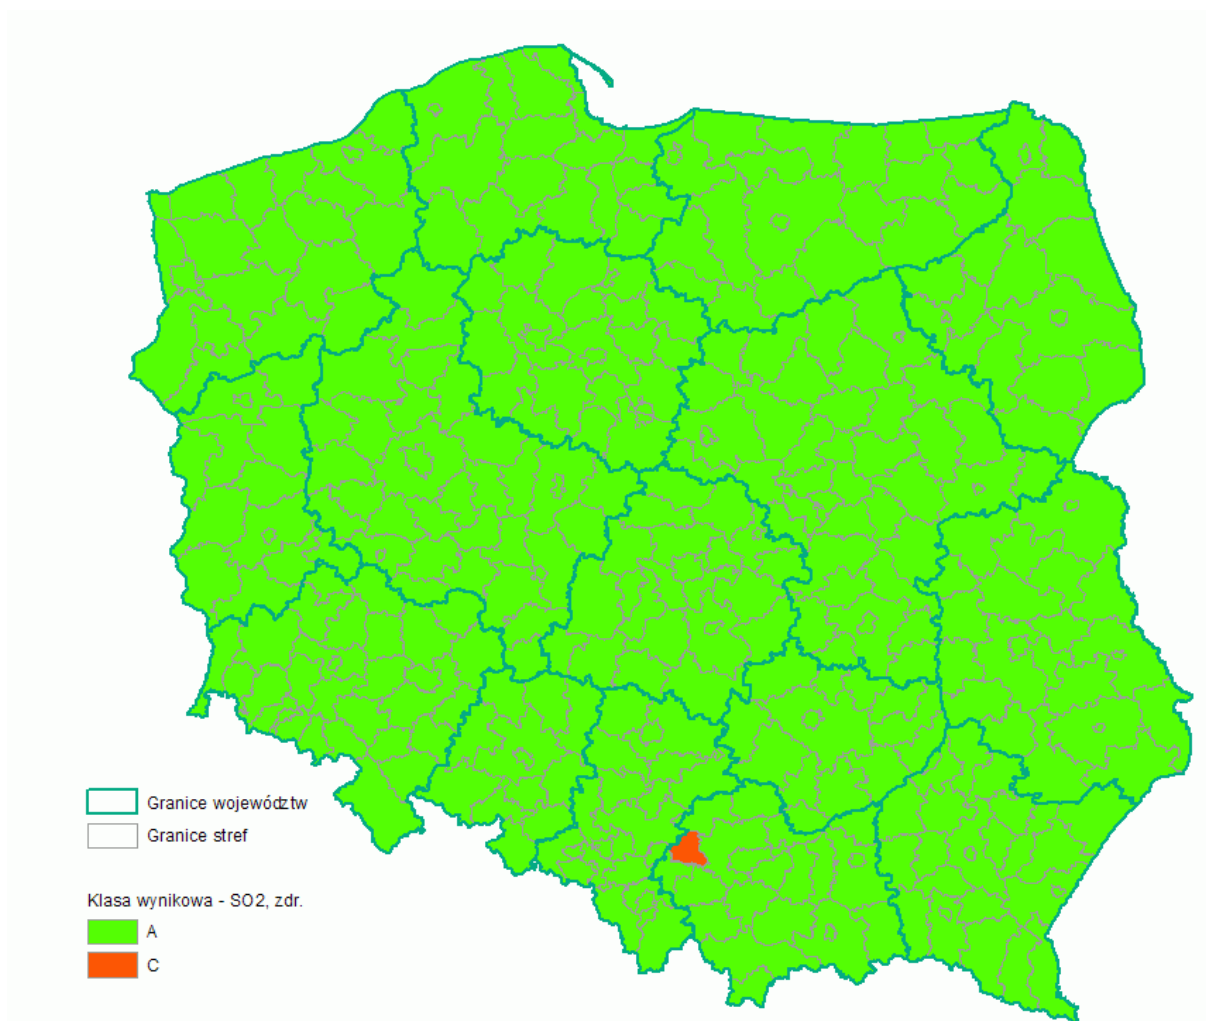 Granice województw
Granice stref
Klasa wynikowa - SO2, zdr.
A
C